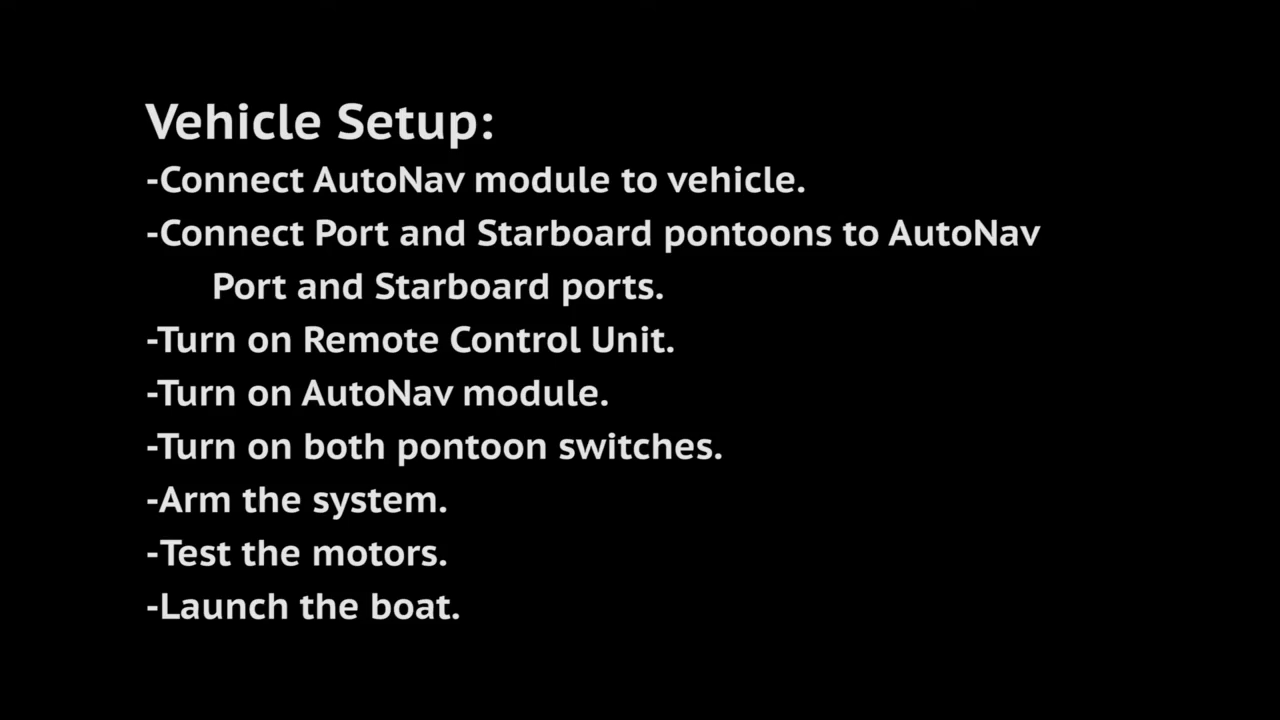 Vehicle Setup:
-Connect AutoNav module to vehicle.
-Connect Port and Starboard pontoons to AutoNav
Port and Starboard ports.
-Turn on Remote Control Unit.
-Turn on AutoNav module.
-Turn on both pontoon switches.
-Arm the system.
-Test the motors.
-Launch the boat.